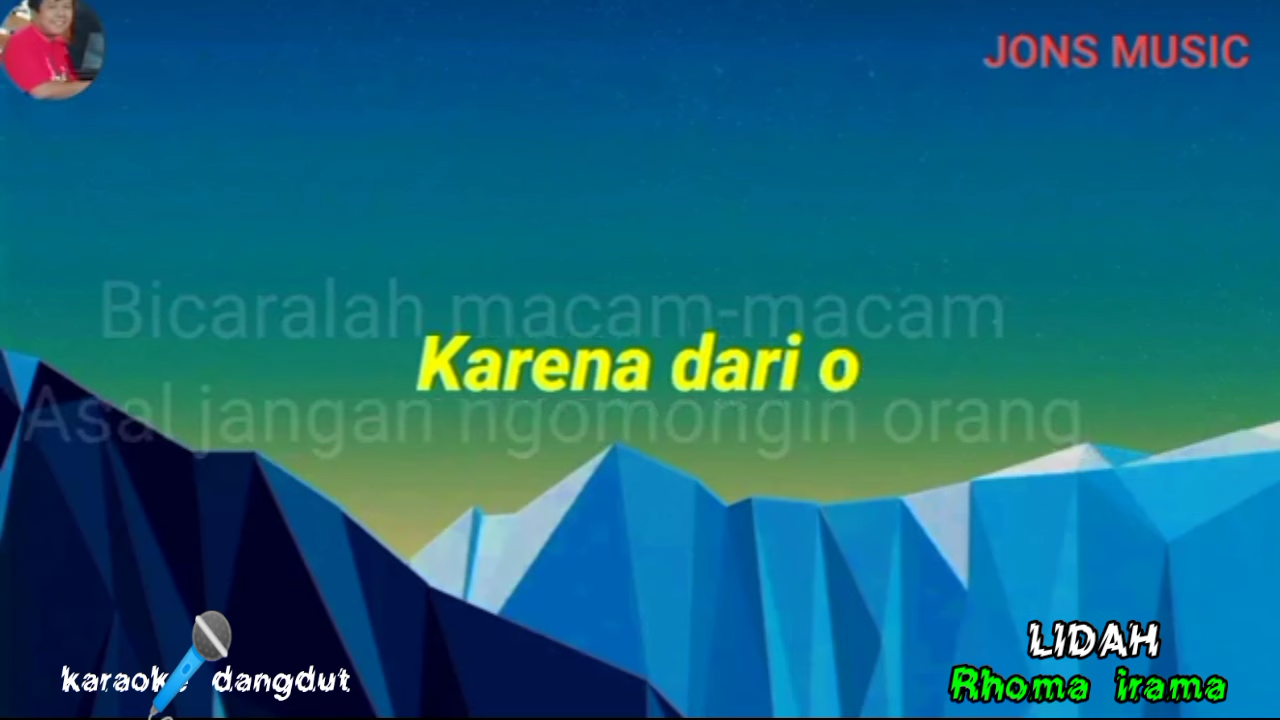 JONS MUSIC
Bicaralah macam-macam
Karena dari o
Asal jangan ngomongin orang
karaoke dangdut
LIDAH
Rhoma irama